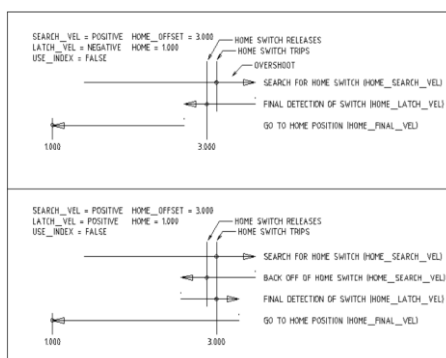 SEARCH_VEL = POSITIVE HOME_OFFSET = 3.000
LATCH_VEL = NEGATIVE HOME = 1.000
USE_INDEX = FALSE
HOME SWITCH RELEASES
HOME SWITCH TRIPS
OVERSHOOT
SEARCH FOR HOME SWITCH (HOME_SEARCH_VEL)
FINAL DETECTION OF SWITCH (HOME_LATCH_VEL)
GO TO HOME POSITION (HOME_FINAL_VEL)
1.000 3.000
SEARCH_VEL = POSITIVE HOME_OFFSET = 3.000
LATCH_VEL = POSITIVE HOME = 1.000
USE_INDEX = FALSE
HOME SWITCH RELEASES
HOME SWITCH TRIPS
SEARCH FOR HOME SWITCH (HOME_SEARCH_VEL)
BACK OFF OF HOME SWITCH (HOME_SEARCH_VEL)
FINAL DETECTION OF SWITCH (HOME_LATCH_VEL)
GO TO HOME POSITION (HOME_FINAL_VEL)
1.000 3.000